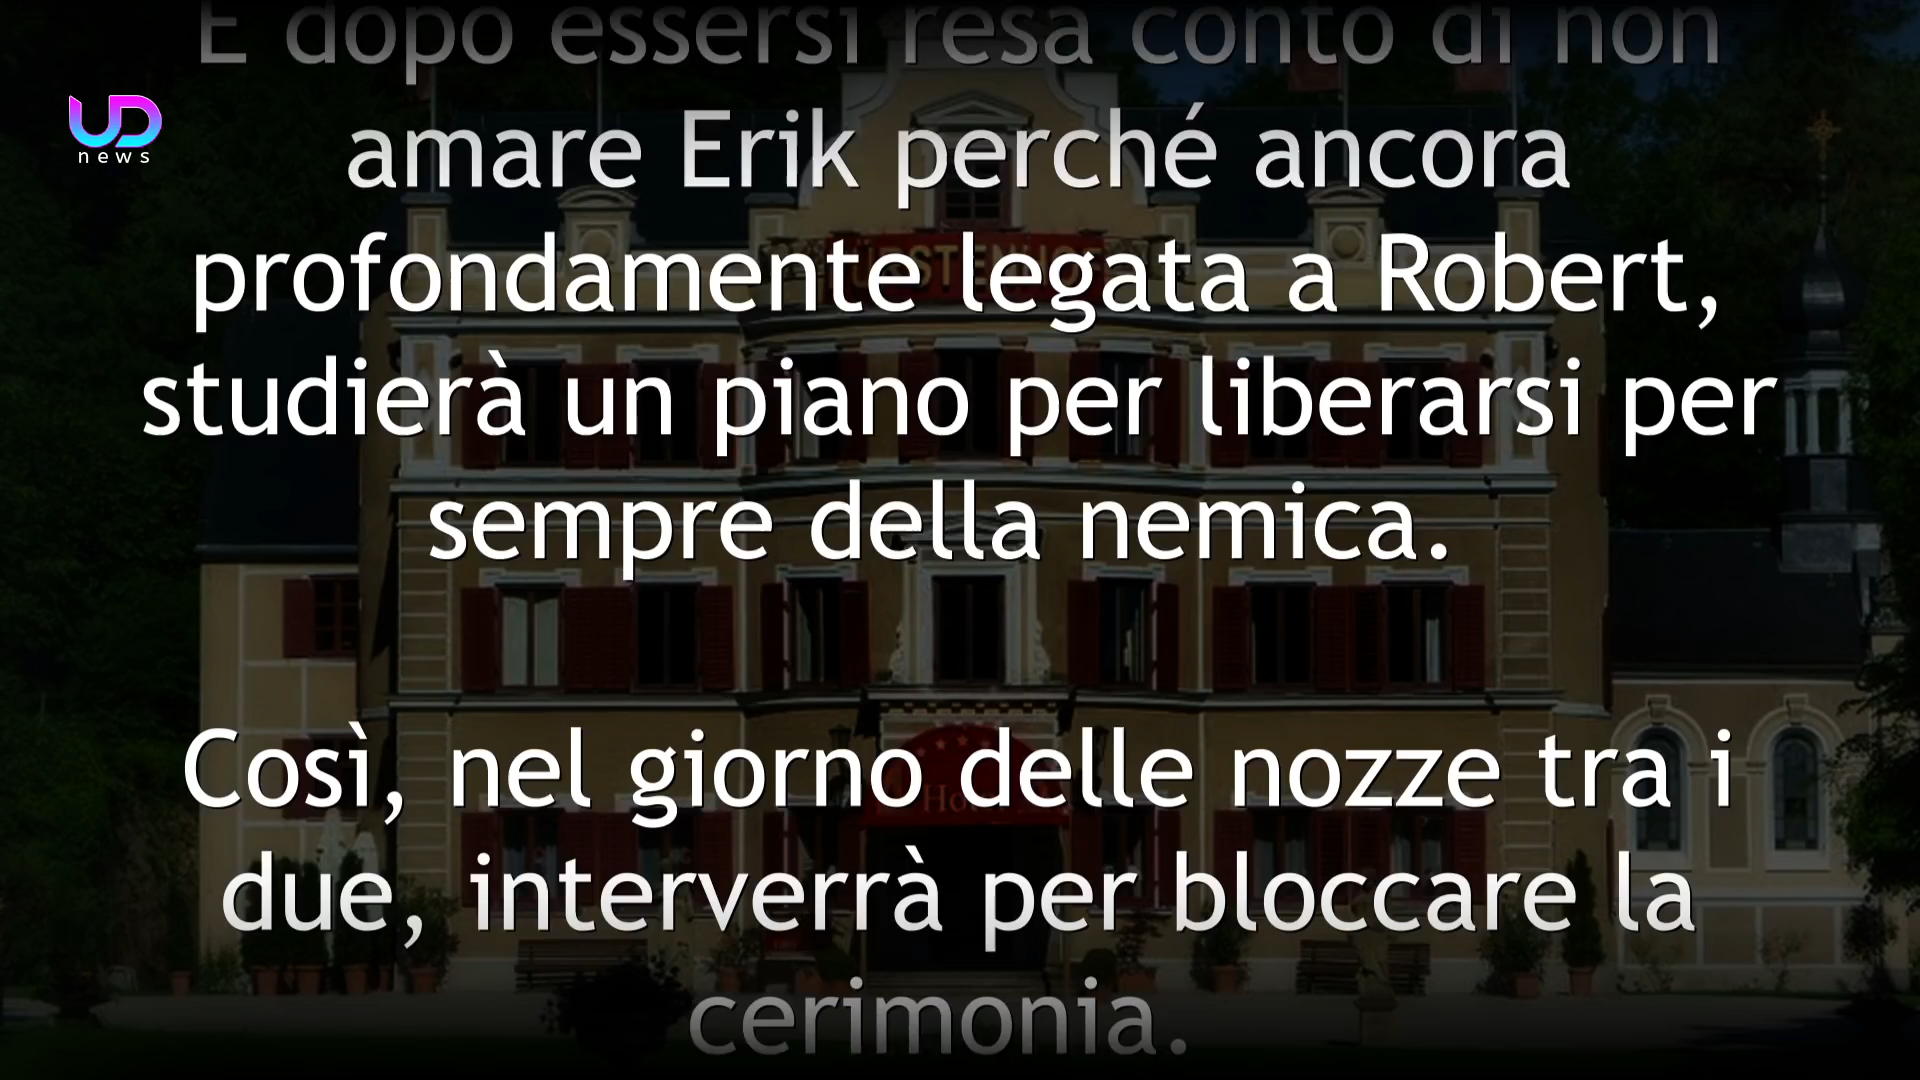 E dopo essersi resa conto di non
UD
news
amare Erik perché ancora
FÜRSTENHOF
profondamente legata a Robert,
studierà un piano per liberarsi per
sempre della nemica.
Così, nel giorno delle nozze tra i
due, interverrà per bloccare la
cerimonia.